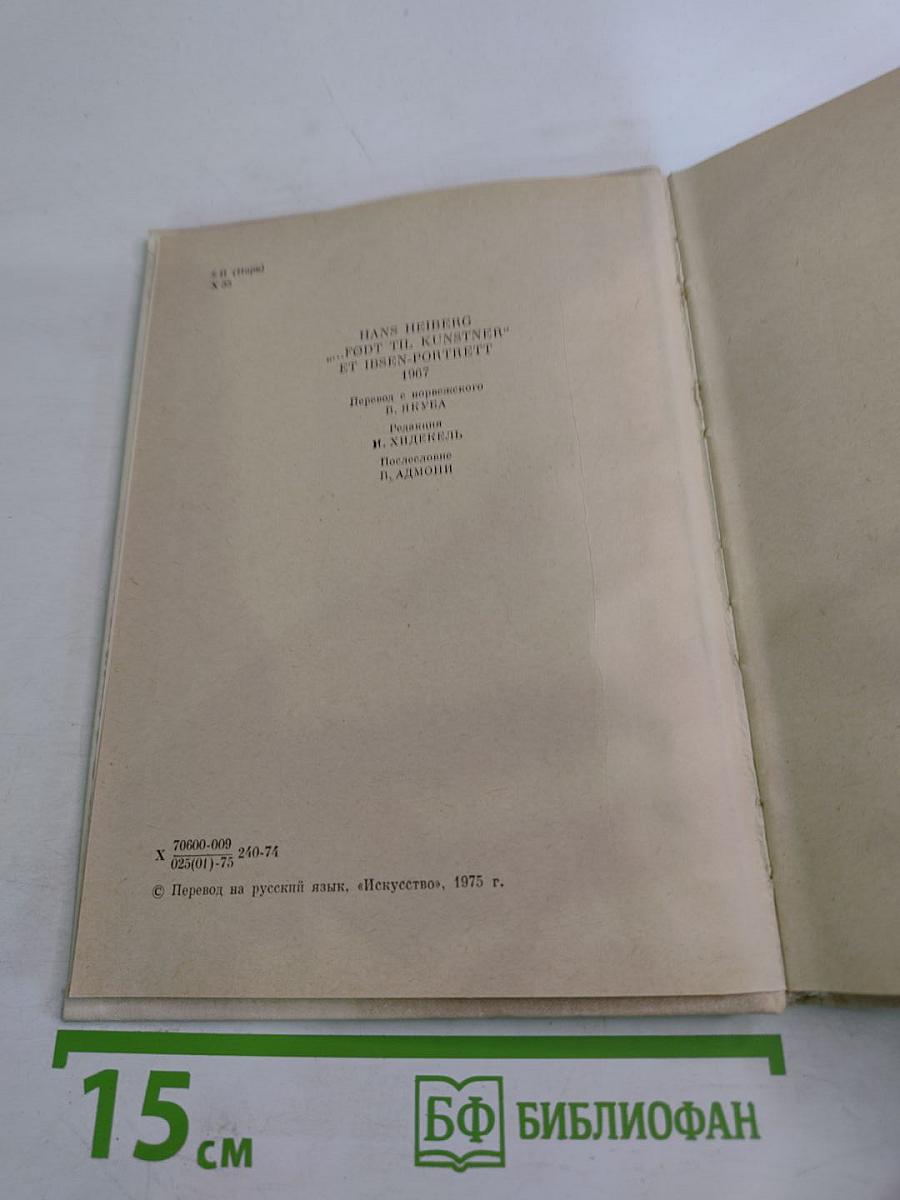 8И (Норв)
Х 35
HANS HEIBERG
„...FØDT TIL KUNSTNER"
ET IBSEN-PORTRETT
1967
Перевод с норвежского
В. ЯКУБА
Редакция
И. ХИДЕКЕЛЬ
Послесловие
В. АДМОНИ
Х 70600-009 240-74
025(01)-75
© Перевод на русский язык, «Искусство», 1975 г.
15 см
БФ БИБЛИОФАН